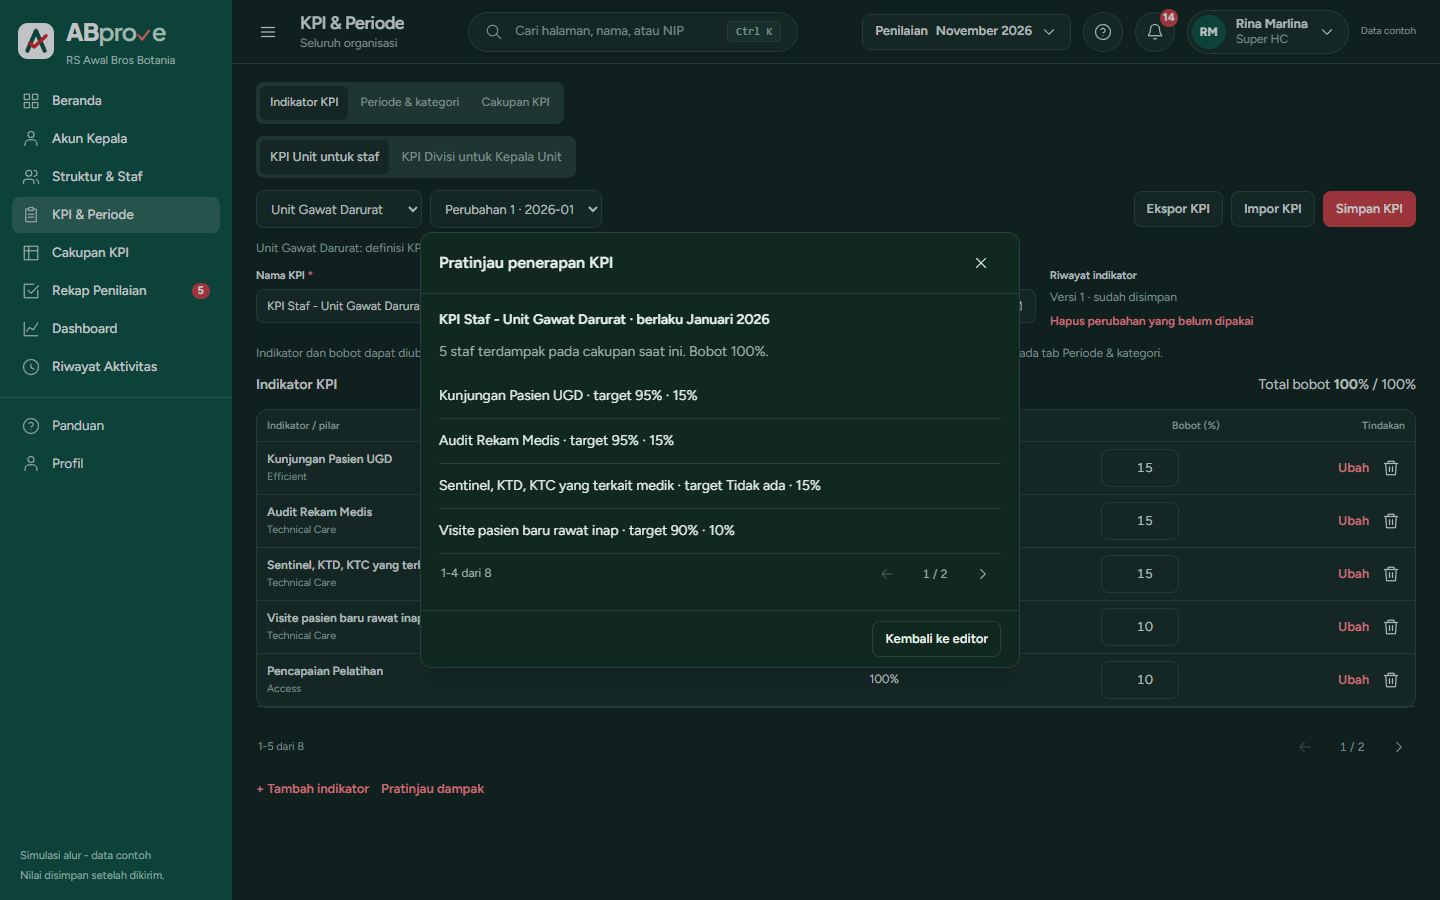 ABprove
RS Awal Bros Botania
Beranda
Akun Kepala
Struktur & Staf
KPI & Periode
Cakupan KPI
Rekap Penilaian 5
Dashboard
Riwayat Aktivitas
Panduan
Profil
Simulasi alur - data contoh
Nilai disimpan setelah dikirim.
KPI & Periode
Seluruh organisasi
Cari halaman, nama, atau NIP Ctrl K
Penilaian November 2026
14
RM
Rina Marlina
Super HC
Data contoh
Indikator KPI Periode & kategori Cakupan KPI
KPI Unit untuk staf KPI Divisi untuk Kepala Unit
Unit Gawat Darurat Perubahan 1 · 2026-01
Ekspor KPI Impor KPI Simpan KPI
Unit Gawat Darurat: definisi KP
Nama KPI *
KPI Staf - Unit Gawat Darura
Riwayat indikator
Versi 1 · sudah disimpan
Hapus perubahan yang belum dipakai
Indikator dan bobot dapat diub
ada tab Periode & kategori.
Indikator KPI
Total bobot 100% / 100%
Indikator / pilar Bobot (%) Tindakan
Kunjungan Pasien UGD
Efficient
15 Ubah
Audit Rekam Medis
Technical Care
15 Ubah
Sentinel, KTD, KTC yang terl
Technical Care
15 Ubah
Visite pasien baru rawat inap
Technical Care
10 Ubah
Pencapaian Pelatihan
Access
100% 10 Ubah
1-5 dari 8
1 / 2
+ Tambah indikator Pratinjau dampak
Pratinjau penerapan KPI
KPI Staf - Unit Gawat Darurat · berlaku Januari 2026
5 staf terdampak pada cakupan saat ini. Bobot 100%.
Kunjungan Pasien UGD · target 95% · 15%
Audit Rekam Medis · target 95% · 15%
Sentinel, KTD, KTC yang terkait medik · target Tidak ada · 15%
Visite pasien baru rawat inap · target 90% · 10%
1-4 dari 8
1 / 2
Kembali ke editor